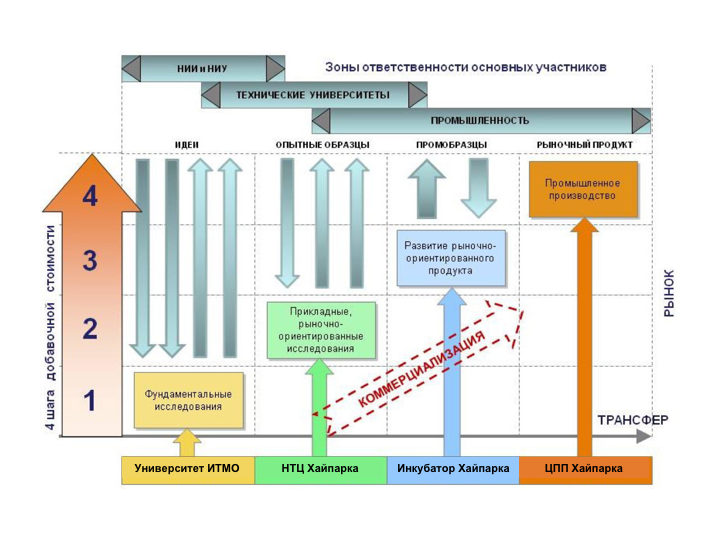 НИИ и НИУ
Зоны ответственности основных участников
ТЕХНИЧЕСКИЕ УНИВЕРСИТЕТЫ
ПРОМЫШЛЕННОСТЬ
ИДЕИ
ОПЫТНЫЕ ОБРАЗЦЫ
ПРОМОБРАЗЦЫ
РЫНОЧНЫЙ ПРОДУКТ
4 шага добавочной стоимости
4
3
2
1
Промышленное
производство
Развитие рыночно-
ориентированного
продукта
Прикладные,
рыночно-
ориентированные
исследования
Фундаментальные
исследования
КОММЕРЦИАЛИЗАЦИЯ
РЫНОК
ТРАНСФЕР
Университет ИТМО
НТЦ Хайпарка
Инкубатор Хайпарка
ЦПП Хайпарка